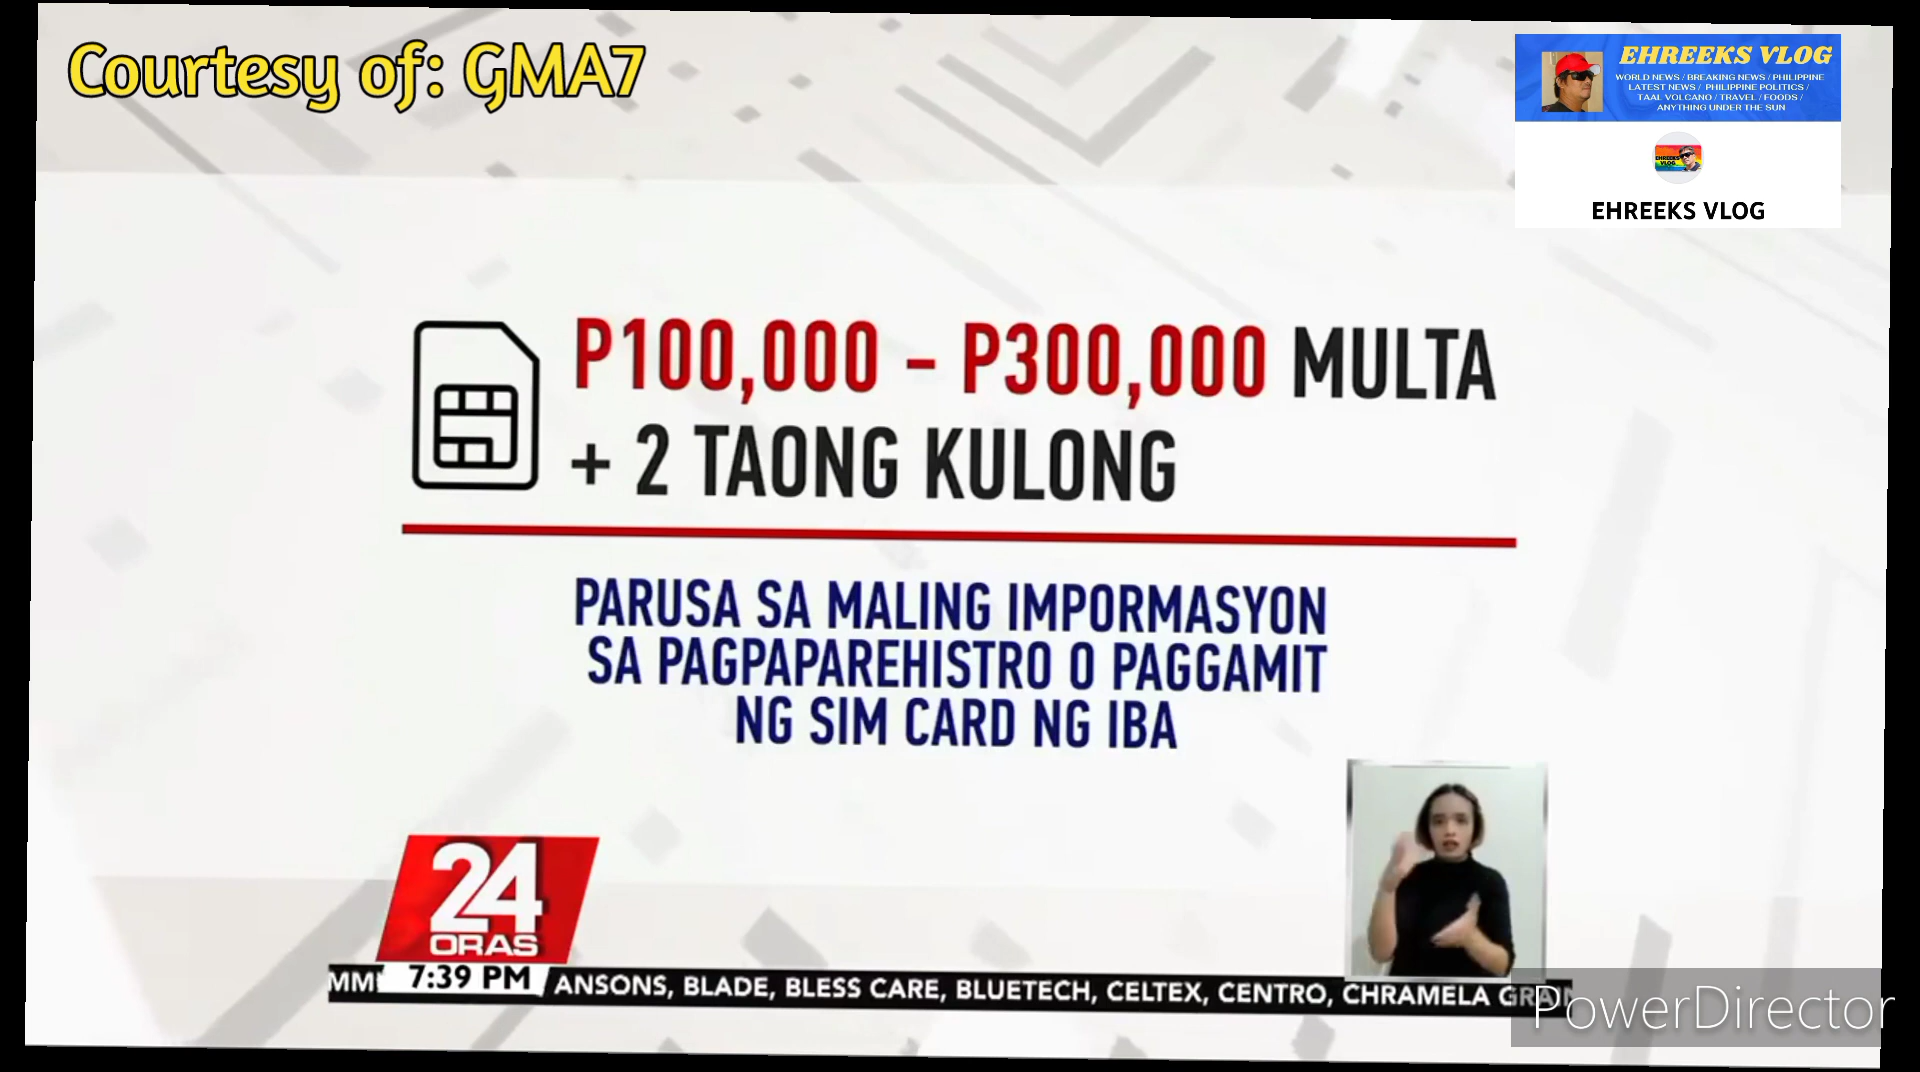 Courtesy of: GMA7
EHREEKS VLOG
WORLD NEWS / BREAKING NEWS / PHILIPPINE
LATEST NEWS / PHILIPPINE POLITICS /
TAAL VOLCANO / TRAVEL / FOODS /
ANYTHING UNDER THE SUN
EHREEKS VLOG
EHREEKS VLOG
P100,000 - P300,000 MULTA
+ 2 TAONG KULONG
PARUSA SA MALING IMPORMASYON
SA PAGPAPAREHISTRO O PAGGAMIT
NG SIM CARD NG IBA
24
ORAS
7:39 PM
ANSONS, BLADE, BLESS CARE, BLUETECH, CELTEX, CENTRO, CHRAMELA
PowerDirector